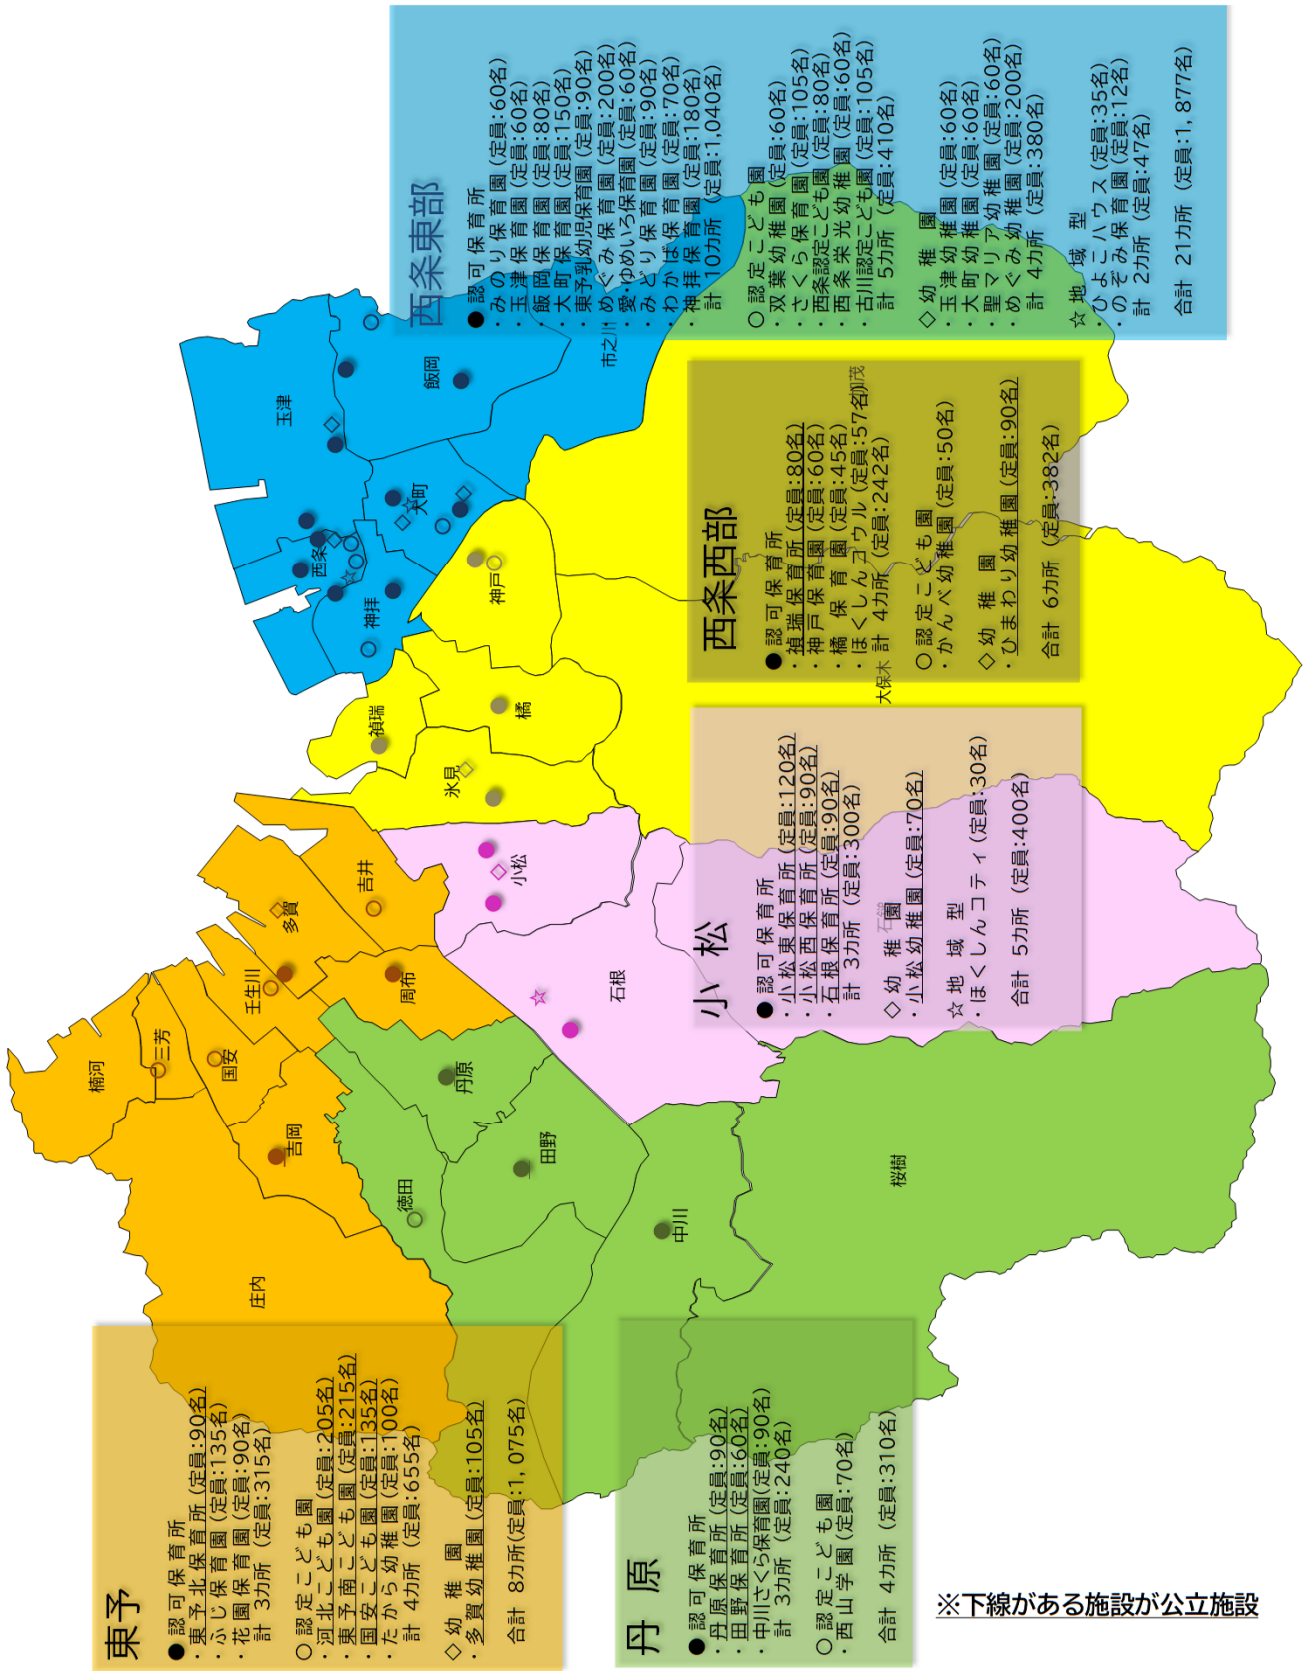 西条東部
●認可保育所
・みのり保育園(定員:60名)
・玉津保育園(定員:60名)
・飯岡保育園(定員:80名)
・大町保育園(定員:150名)
・東予乳幼児保育園(定員:90名)
・めぐみ保育園(定員:200名)
・愛・ゆめいろ保育園(定員:60名)
・みどり保育園(定員:90名)
・わかば保育園(定員:70名)
・神拝保育園(定員:180名)
計 10カ所(定員:1,040名)
○認定こども園
・双葉幼稚園(定員:60名)
・さくら保育園(定員:105名)
・西条認定こども園(定員:80名)
・西条栄光幼稚園(定員:60名)
・古川認定こども園(定員:105名)
計 5カ所(定員:410名)
◇幼稚園
・玉津幼稚園(定員:60名)
・大町幼稚園(定員:60名)
・聖マリア幼稚園(定員:60名)
・めぐみ幼稚園(定員:200名)
計 4カ所(定員:380名)
☆地域型
・ひよこハウス(定員:35名)
・のぞみ保育園(定員:12名)
計 2カ所(定員:47名)
合計 21カ所(定員:1,877名)
西条西部
●認可保育所
・禎瑞保育所(定員:80名)
・神戸保育園(定員:60名)
・橘保育園(定員:45名)
・ほくしんコウル(定員:57名)
計 4カ所(定員:242名)
○認定こども園
・かんべ幼稚園(定員:50名)
◇幼稚園
・ひまわり幼稚園(定員:90名)
合計 6カ所(定員:382名)
小松
●認可保育所
・小松東保育所(定員:120名)
・小松西保育所(定員:90名)
・石根保育所(定員:90名)
計 3カ所(定員:300名)
◇幼稚園
・小松幼稚園(定員:70名)
☆地域型
・ほくしんコティ(定員:30名)
合計 5カ所(定員:400名)
東予
●認可保育所
・東予北保育所(定員:90名)
・ふじ保育園(定員:135名)
・花園保育園(定員:90名)
計 3カ所(定員:315名)
○認定こども園
・河北こども園(定員:205名)
・東予南こども園(定員:215名)
・国安こども園(定員:135名)
・たから幼稚園(定員:100名)
計 4カ所(定員:655名)
◇幼稚園
・多賀幼稚園(定員:105名)
合計 8カ所(定員:1,075名)
丹原
●認可保育所
・丹原保育所(定員:90名)
・田野保育所(定員:60名)
・中川さくら保育園(定員:90名)
計 3カ所(定員:240名)
○認定こども園
・西山学園(定員:70名)
合計 4カ所(定員:310名)
※下線がある施設が公立施設
玉津
飯岡
市之川
大町
西条
神拝
神戸
禎瑞
橘
氷見
加茂
大保木
小松
石根
石鎚
吉井
多賀
周布
壬生川
国安
三芳
楠河
吉岡
庄内
丹原
田野
徳田
中川
桜樹